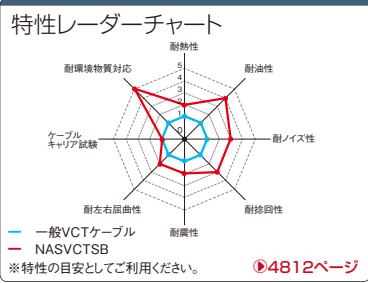 特性レーダーチャート
耐熱性
耐環境物質対応
耐油性
5
4
3
2
1
0
ケーブル
キャリア試験
耐ノイズ性
耐左右屈曲性
耐捻回性
耐震性
一般VCTケーブル
NASVCTSB
※特性の目安としてご利用ください。
4812ページ